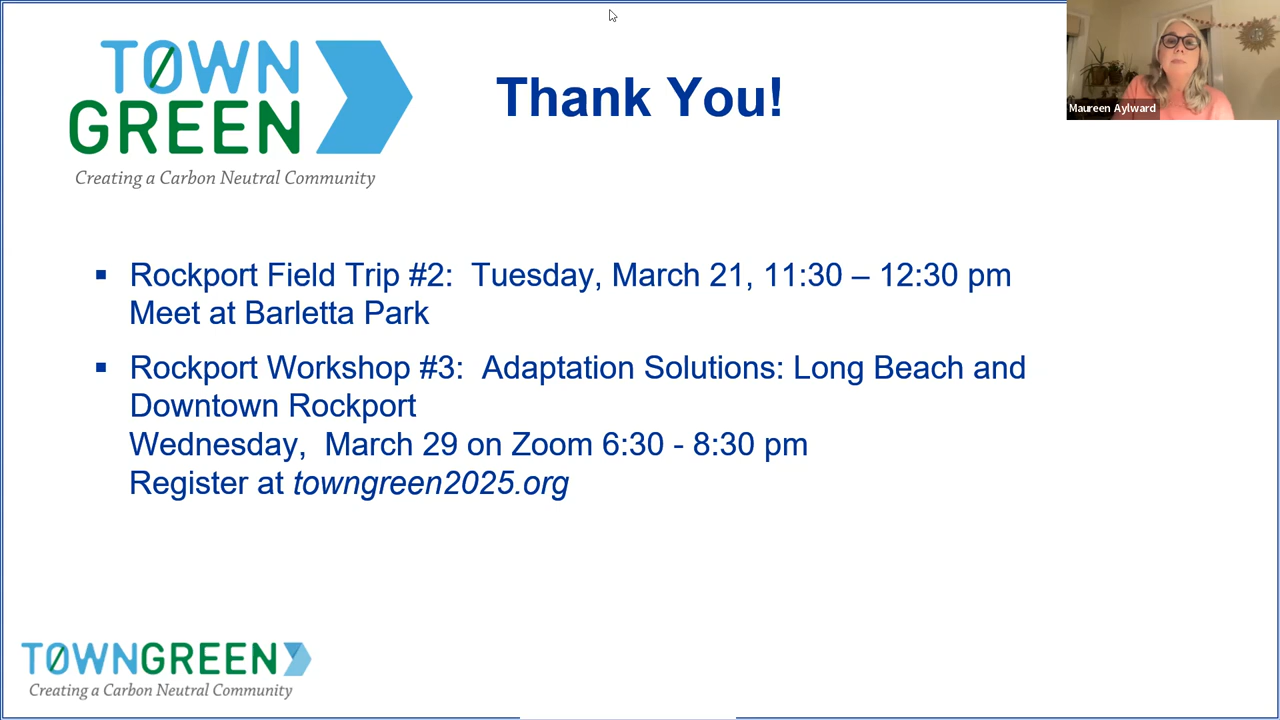 TOWN
GREEN
Creating a Carbon Neutral Community
Thank You!
Maureen Aylward
Rockport Field Trip #2: Tuesday, March 21, 11:30 – 12:30 pm
Meet at Barletta Park
Rockport Workshop #3: Adaptation Solutions: Long Beach and
Downtown Rockport
Wednesday, March 29 on Zoom 6:30 - 8:30 pm
Register at towngreen2025.org
TOWNGREEN
Creating a Carbon Neutral Community